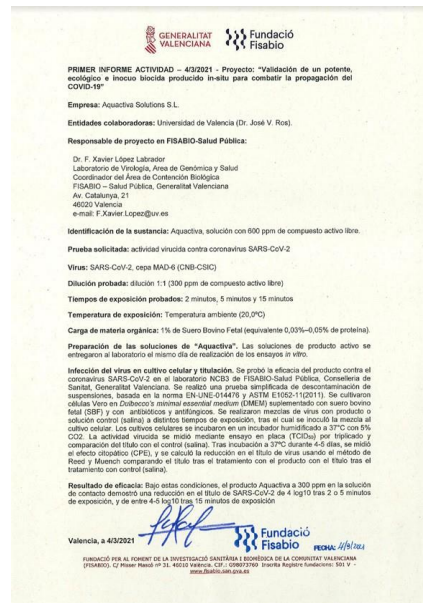 GENERALITAT
VALENCIANA
Fundació
Fisabio
PRIMER INFORME ACTIVIDAD – 4/3/2021 - Proyecto: "Validación de un potente,
ecológico e inocuo biocida producido in-situ para combatir la propagación del
COVID-19"
Empresa: Aquactiva Solutions S.L.
Entidades colaboradoras: Universidad de Valencia (Dr. José V. Ros).
Responsable de proyecto en FISABIO-Salud Pública:
Dr. F. Xavier López Labrador
Laboratorio de Virología, Area de Genómica y Salud
Coordinador del Área de Contención Biológica
FISABIO – Salud Pública, Generalitat Valenciana
Av. Catalunya, 21
46020 Valencia
e-mail: F.Xavier.Lopez@uv.es
Identificación de la sustancia: Aquactiva, solución con 600 ppm de compuesto activo libre.
Prueba solicitada: actividad virucida contra coronavirus SARS-CoV-2
Virus: SARS-CoV-2, cepa MAD-6 (CNB-CSIC)
Dilución probada: dilución 1:1 (300 ppm de compuesto activo libre)
Tiempos de exposición probados: 2 minutos, 5 minutos y 15 minutos
Temperatura de exposición: Temperatura ambiente (20,0ºC)
Carga de materia orgánica: 1% de Suero Bovino Fetal (equivalente 0,03%–0,05% de proteína).
Preparación de las soluciones de "Aquactiva". Las soluciones de producto activo se
entregaron al laboratorio el mismo día de realización de los ensayos in vitro.
Infección del virus en cultivo celular y titulación. Se probó la eficacia del producto contra el
coronavirus SARS-CoV-2 en el laboratorio NCB3 de FISABIO-Salud Pública, Conselleria de
Sanitat, Generalitat Valenciana. Se realizó una prueba simplificada de descontaminación de
suspensiones, basada en la norma EN-UNE-014476 y ASTM E1052-11(2011). Se cultivaron
células Vero en Dolbecco's minimal essential medium (DMEM) suplementado con suero bovino
fetal (SBF) y con antibióticos y antifúngicos. Se realizaron mezclas de virus con producto o
solución control (salina) a distintos tiempos de exposición, tras el cual se inoculó la mezcla al
cultivo celular. Los cultivos celulares se incubaron en un incubador humidificado a 37°C con 5%
CO2. La actividad virucida se midió mediante ensayo en placa (TCID50) por triplicado y
comparación del título con el control (salina). Tras incubación a 37ºC durante 4-5 días, se midió
el efecto citopático (CPE), y se calculó la reducción en el título de virus usando el método de
Reed y Muench comparando el título tras el tratamiento con el producto con el título tras el
tratamiento con control (salina).
Resultado de eficacia: Bajo estas condiciones, el producto Aquactiva a 300 ppm en la solución
de contacto demostró una reducción en el título de SARS-CoV-2 de 4 log10 tras 2 o 5 minutos
de exposición, y de entre 4-5 log10 tras 15 minutos de exposición
Valencia, a 4/3/2021
Fundació
Fisabio
FECHA: 4/3/2021
FUNDACIÓ PER AL FOMENT DE LA INVESTIGACIÓ SANITÀRIA I BIOMÈDICA DE LA COMUNITAT VALENCIANA
(FISABIO). C/ Misser Mascó nº 31. 46010 València. CIF.: G98073760 Inscrita Registre fundacions: 501 V -
www.fisabio.san.gva.es